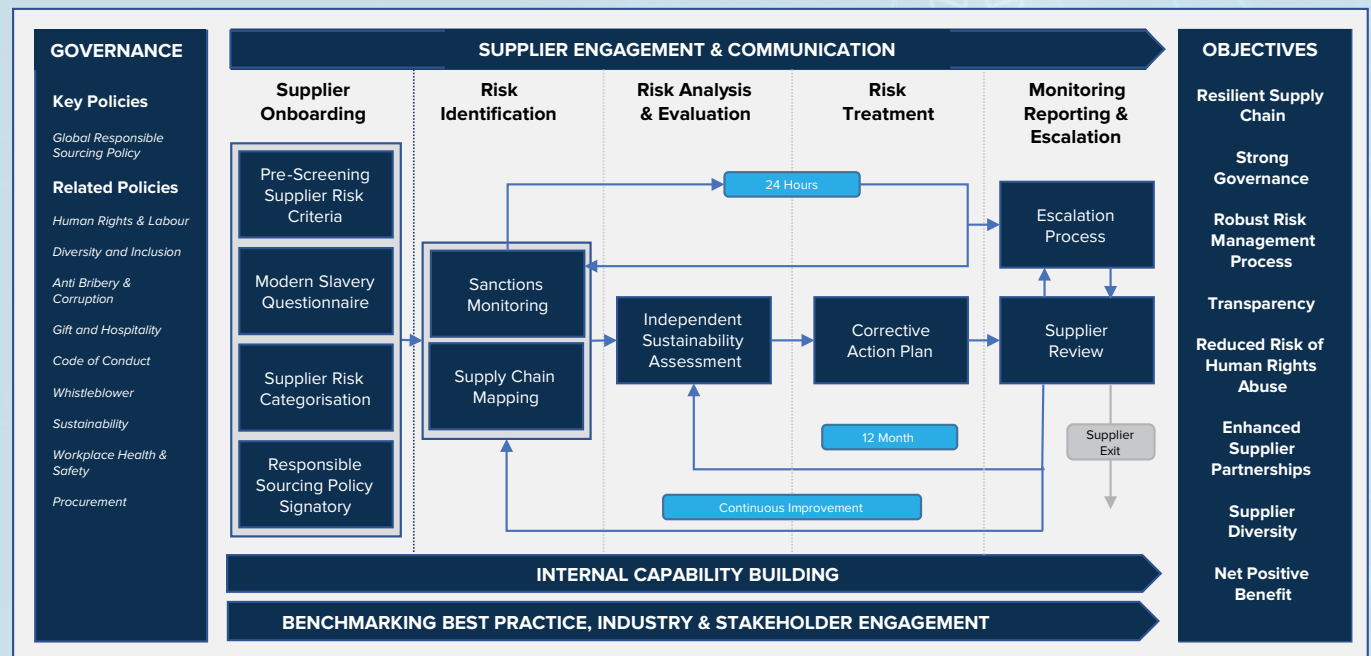 GOVERNANCE
Key Policies
Global Responsible
Sourcing Policy
Related Policies
Human Rights & Labour
Diversity and Inclusion
Anti Bribery &
Corruption
Gift and Hospitality
Code of Conduct
Whistleblower
Sustainability
Workplace Health &
Safety
Procurement
SUPPLIER ENGAGEMENT & COMMUNICATION
Supplier
Onboarding
Pre-Screening
Supplier Risk
Criteria
Modern Slavery
Questionnaire
Supplier Risk
Categorisation
Responsible
Sourcing Policy
Signatory
Risk
Identification
Sanctions
Monitoring
Supply Chain
Mapping
Risk Analysis
& Evaluation
24 Hours
Independent
Sustainability
Assessment
Risk
Treatment
Corrective
Action Plan
12 Month
Continuous Improvement
Monitoring
Reporting &
Escalation
Escalation
Process
Supplier
Review
Supplier
Exit
INTERNAL CAPABILITY BUILDING
BENCHMARKING BEST PRACTICE, INDUSTRY & STAKEHOLDER ENGAGEMENT
OBJECTIVES
Resilient Supply
Chain
Strong
Governance
Robust Risk
Management
Process
Transparency
Reduced Risk of
Human Rights
Abuse
Enhanced
Supplier
Partnerships
Supplier
Diversity
Net Positive
Benefit